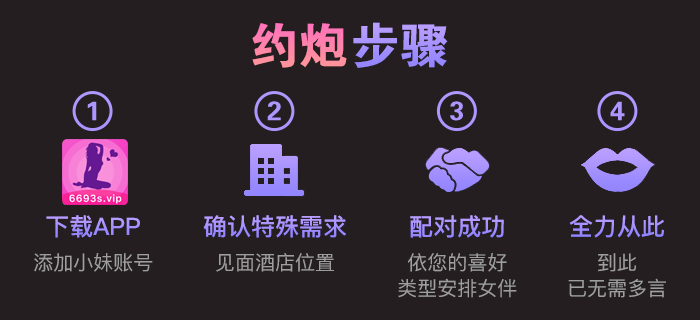 约炮步骤
1 2 3 4
6693s.vip
下载APP 确认特殊需求 配对成功 全力从此
添加小妹账号 见面酒店位置 依您的喜好 到此
类型安排女伴 已无需多言